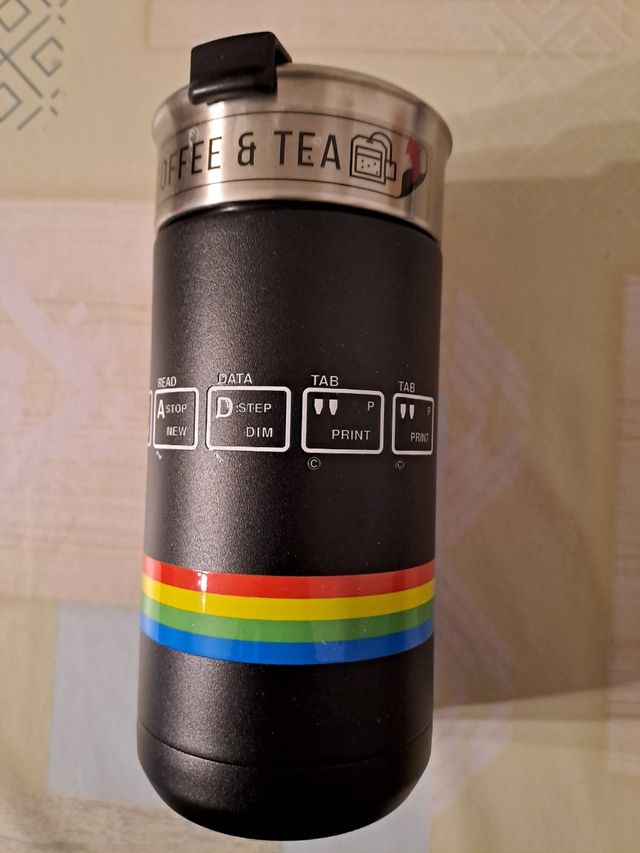 OFFEE & TEA
READ
A STOP
NEW
DATA
D :STEP
DIM
TAB
" P
PRINT
©
TAB
" P
PRINT
©